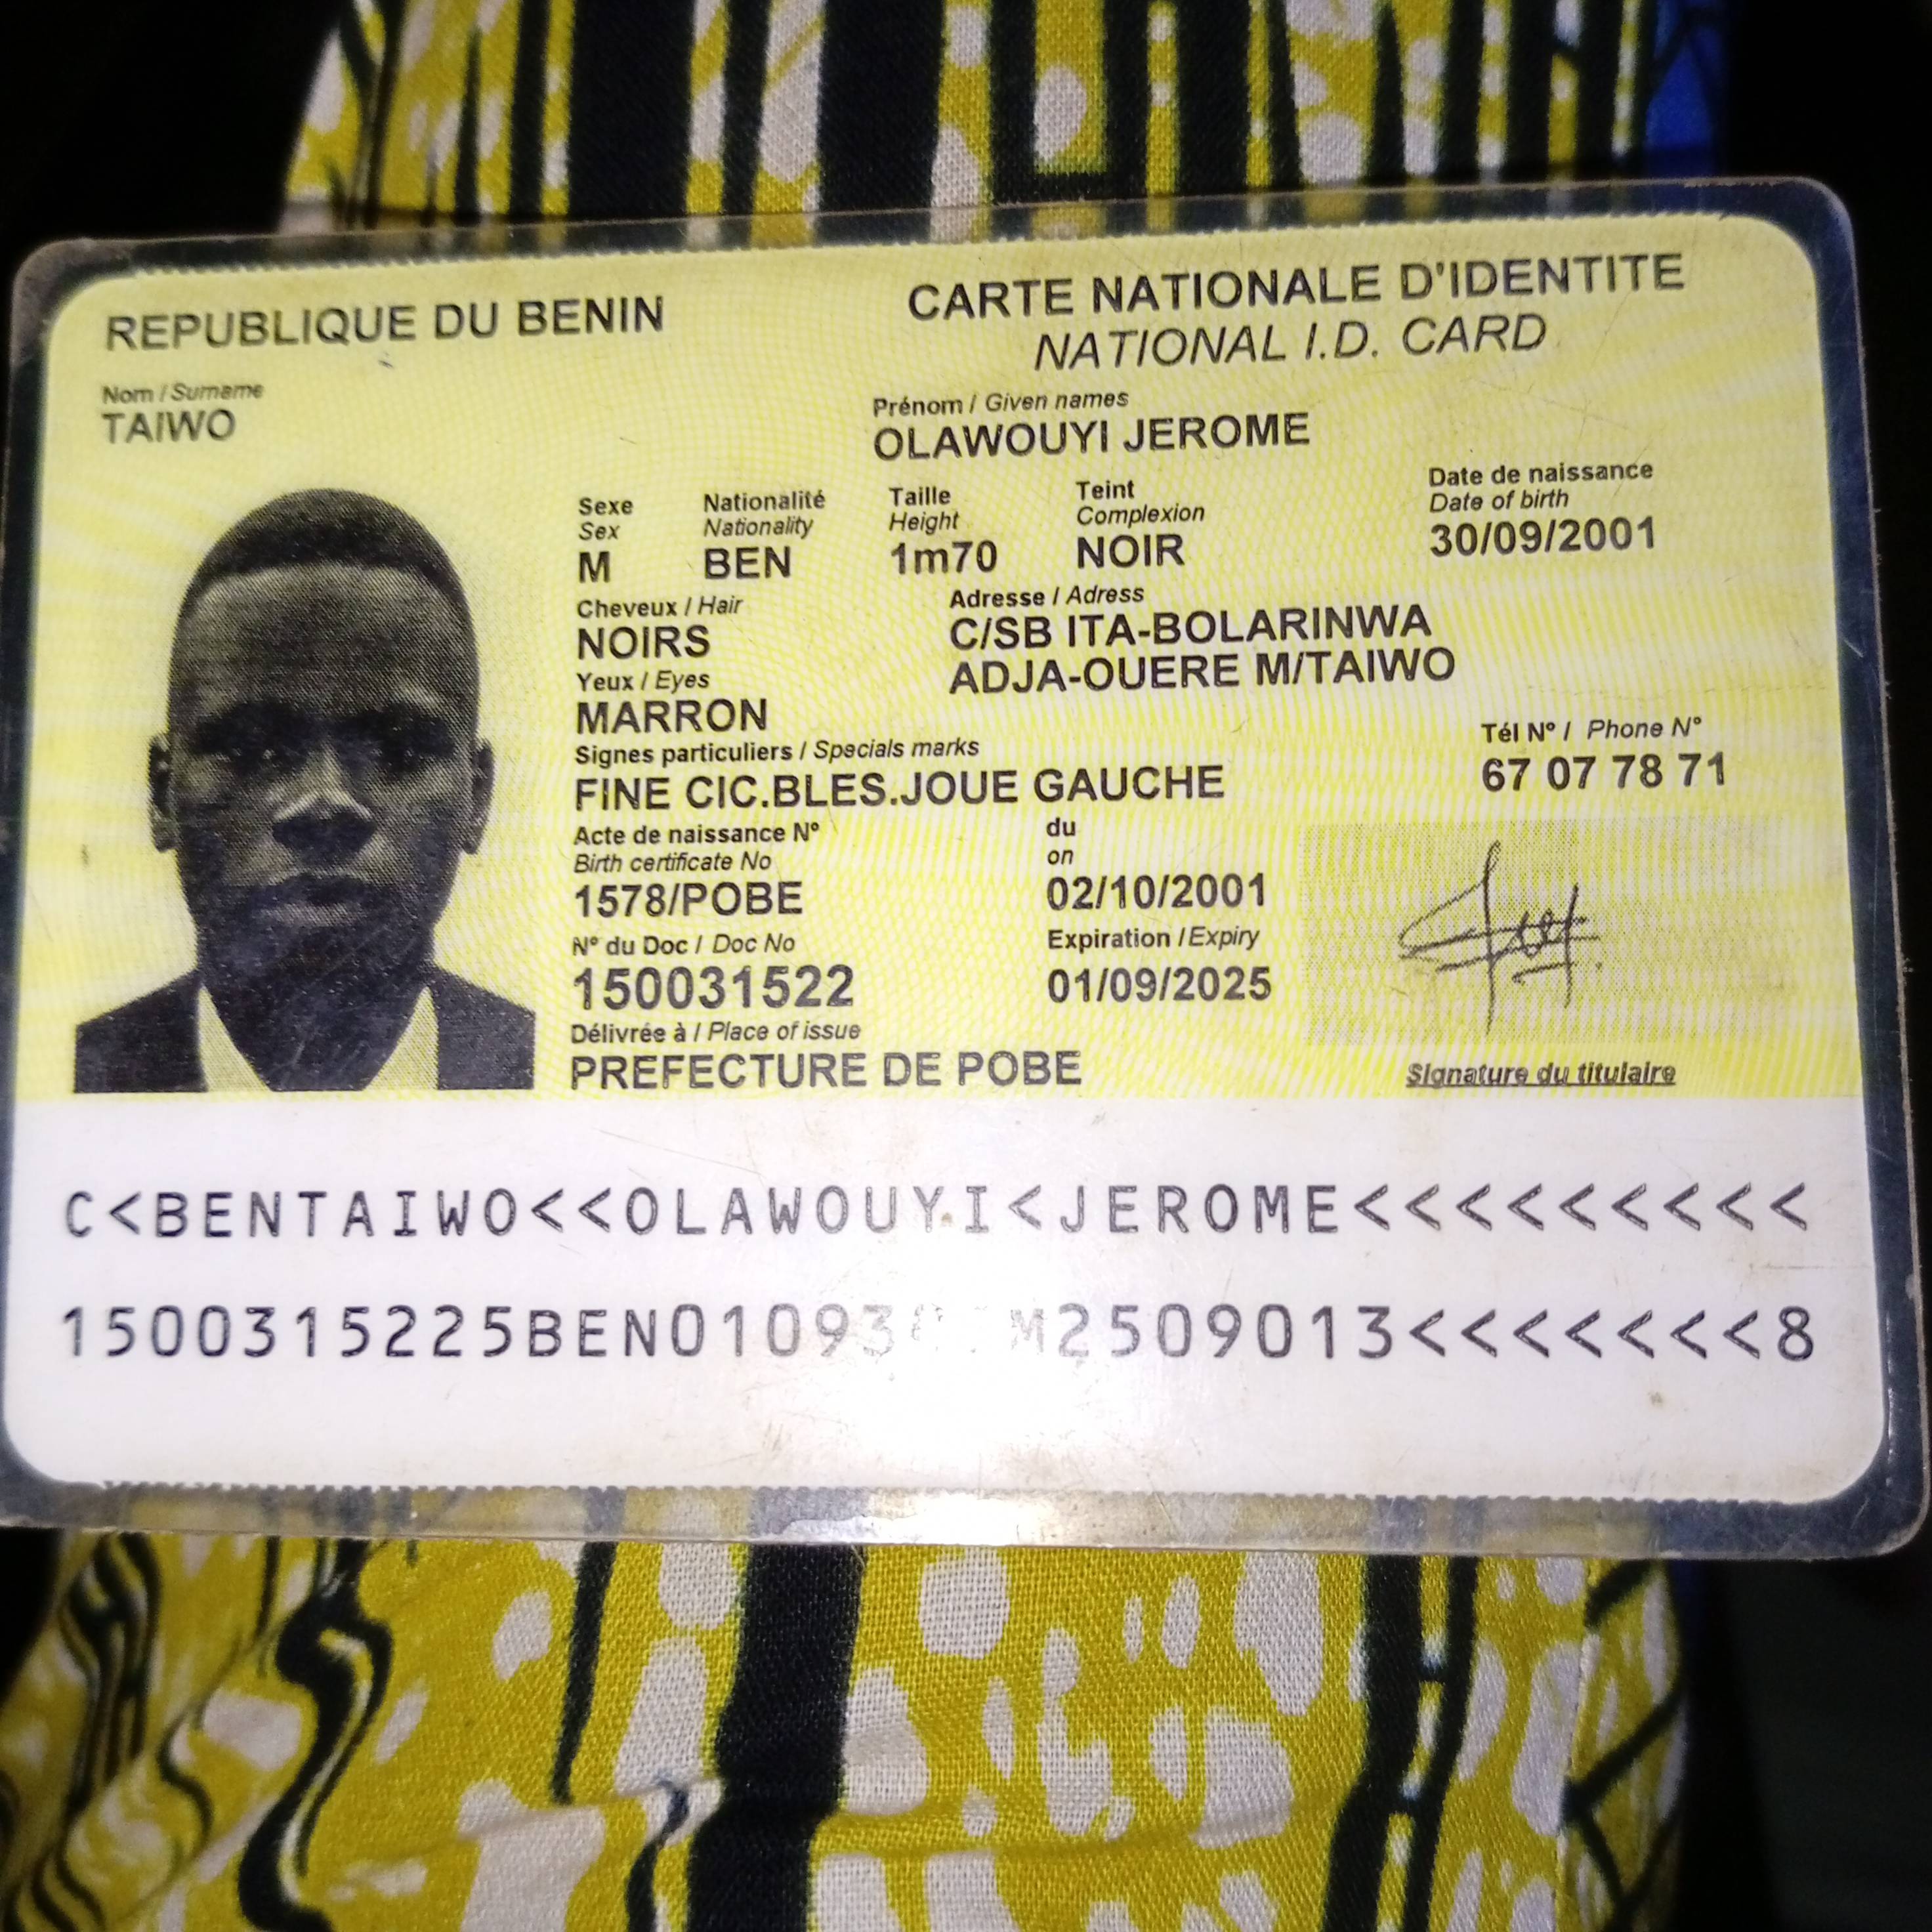 REPUBLIQUE DU BENIN
CARTE NATIONALE D'IDENTITE
NATIONAL I.D. CARD
Nom / Surname
TAIWO
Prénom / Given names
OLAWOUYI JEROME
Sexe
Sex
M
Nationalité
Nationality
BEN
Taille
Height
1m70
Teint
Complexion
NOIR
Date de naissance
Date of birth
30/09/2001
Cheveux / Hair
NOIRS
Adresse / Adress
C/SB ITA-BOLARINWA
ADJA-OUERE M/TAIWO
Yeux / Eyes
MARRON
Signes particuliers / Specials marks
FINE CIC.BLES.JOUE GAUCHE
Tél N° / Phone N°
67 07 78 71
Acte de naissance N°
Birth certificate No
1578/POBE
du
on
02/10/2001
N° du Doc / Doc No
150031522
Expiration / Expiry
01/09/2025
Délivrée à / Place of issue
PREFECTURE DE POBE
Signature du titulaire
C<BENTAIWO<<OLAWOUYI<JEROME<<<<<<<<<
1500315225BEN01093 M2509013<<<<<<<8